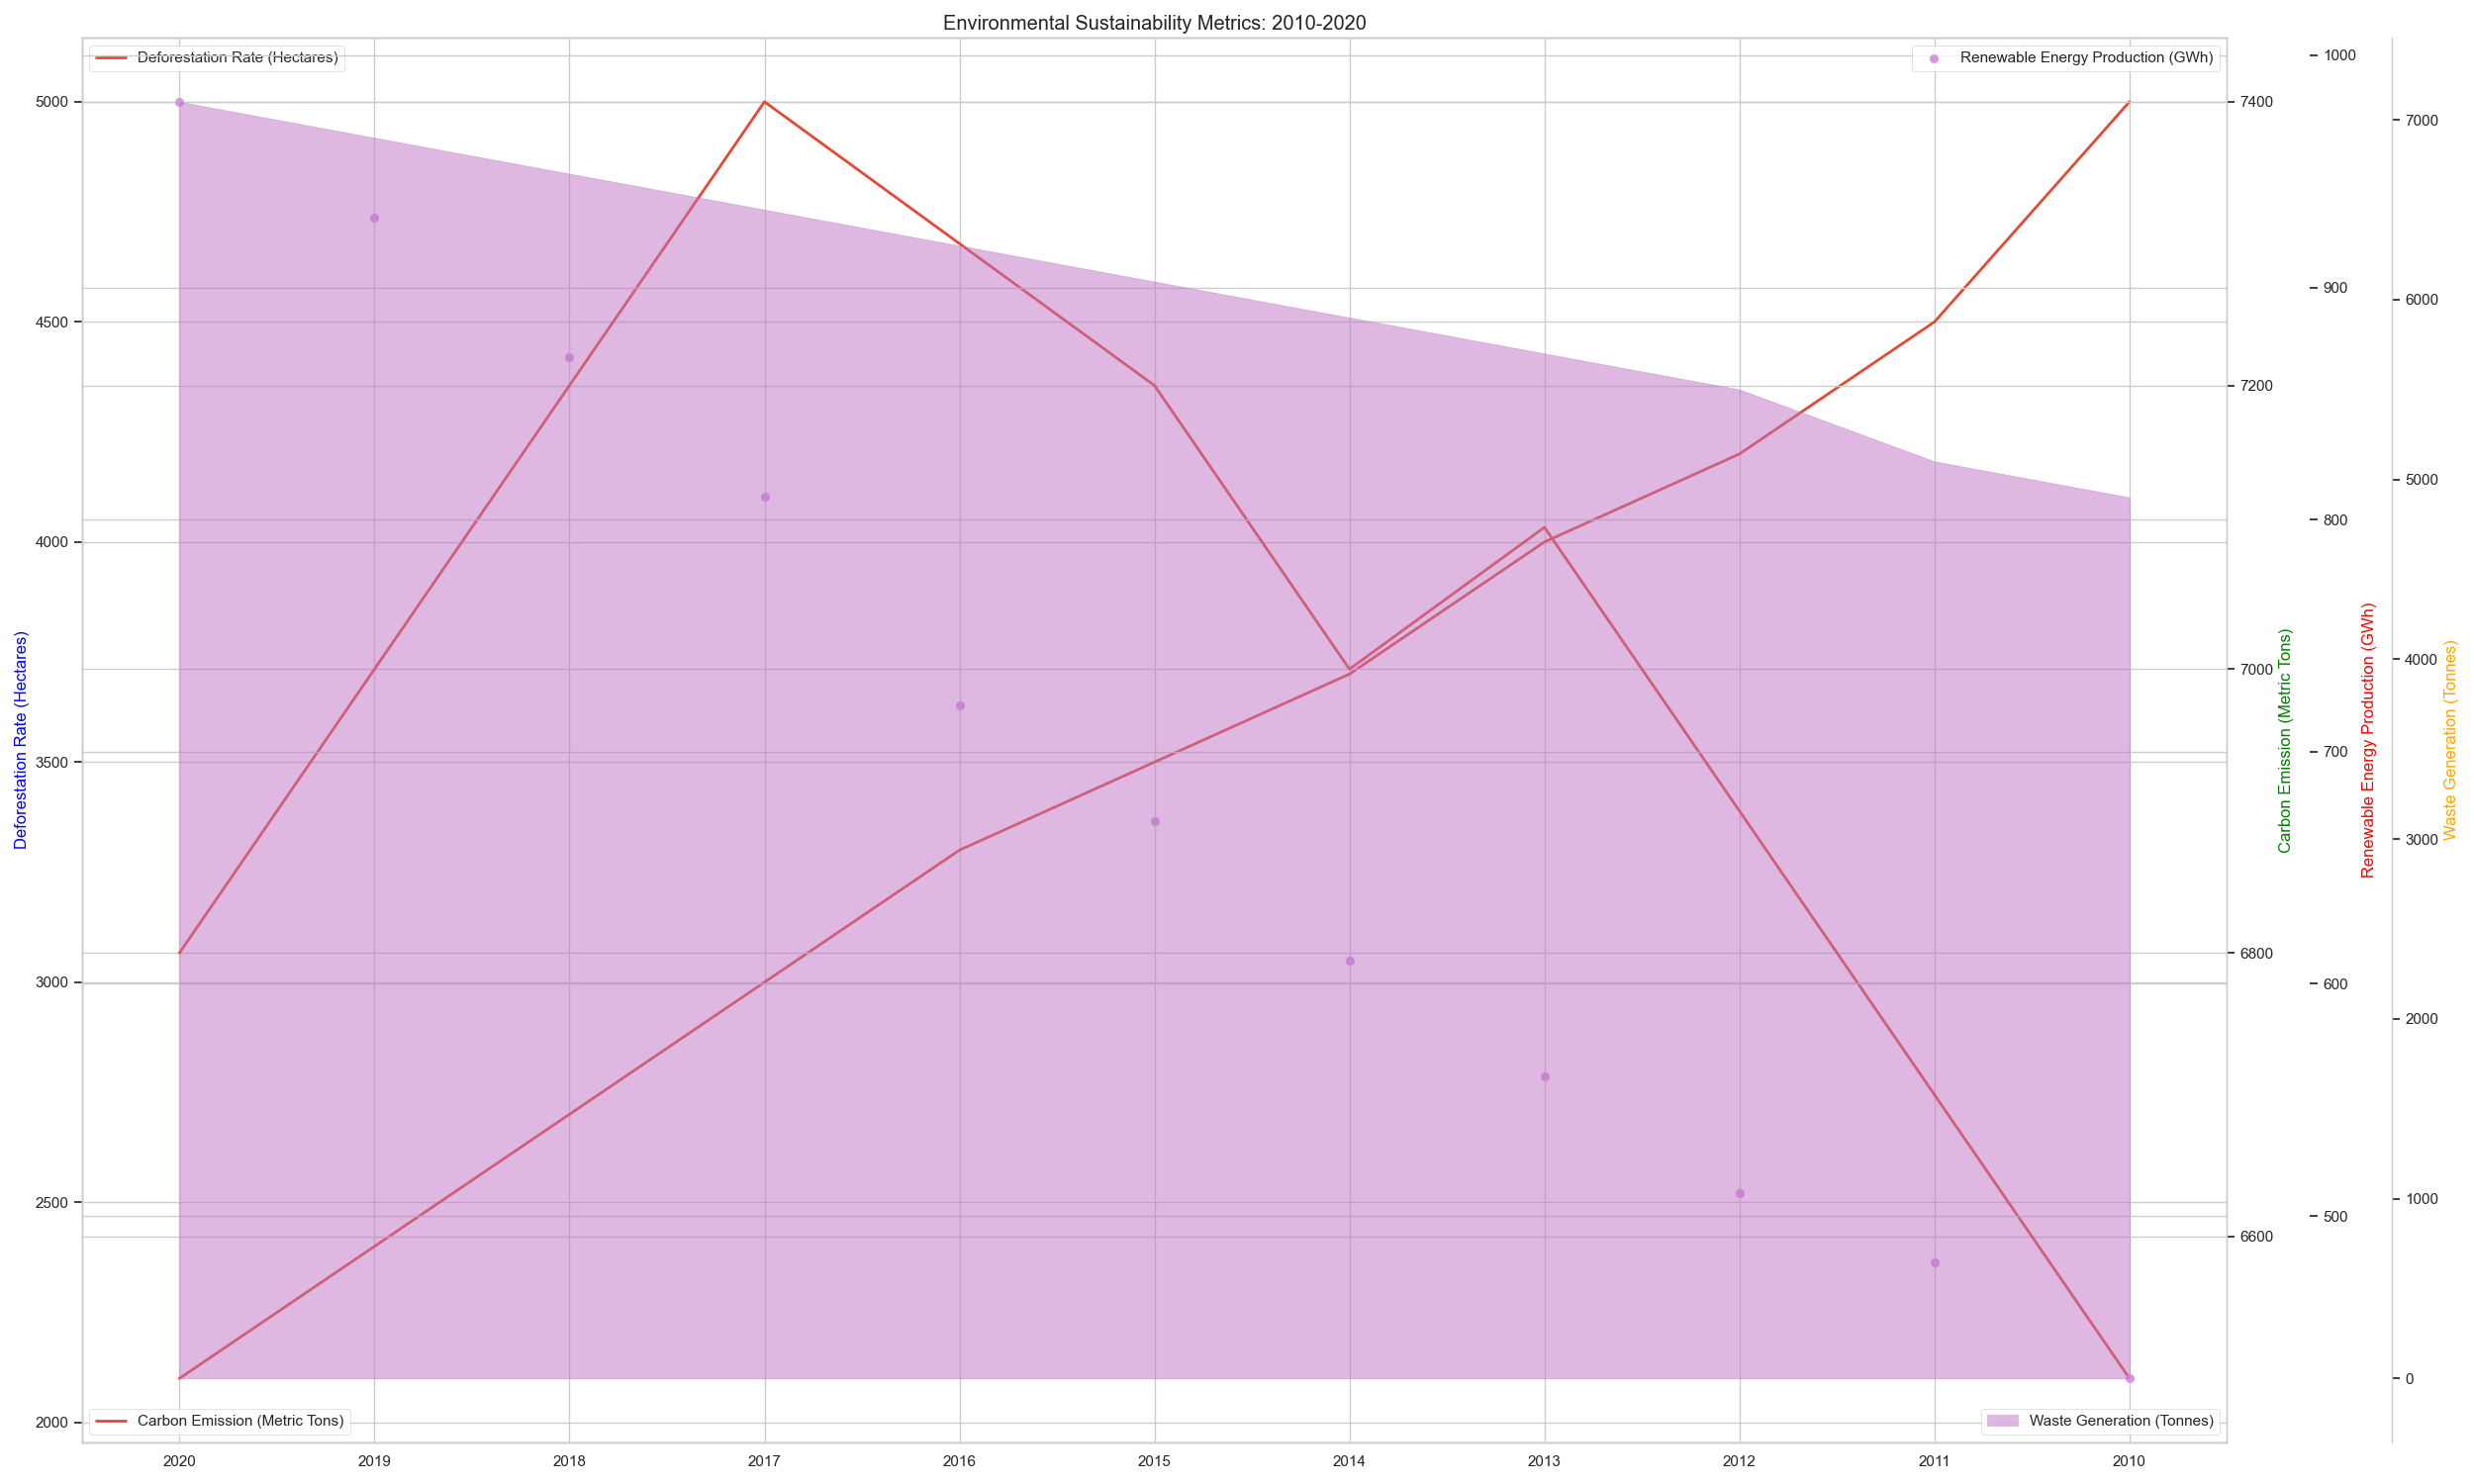 Environmental Sustainability Metrics: 2010-2020
Deforestation Rate (Hectares)
Renewable Energy Production (GWh)
Carbon Emission (Metric Tons)
Waste Generation (Tonnes)
Deforestation Rate (Hectares)
5000
4500
4000
3500
3000
2500
2000
7400
7200
7000
6800
6600
Carbon Emission (Metric Tons)
1000
900
800
700
600
500
Renewable Energy Production (GWh)
7000
6000
5000
4000
3000
2000
1000
0
Waste Generation (Tonnes)
2020 2019 2018 2017 2016 2015 2014 2013 2012 2011 2010